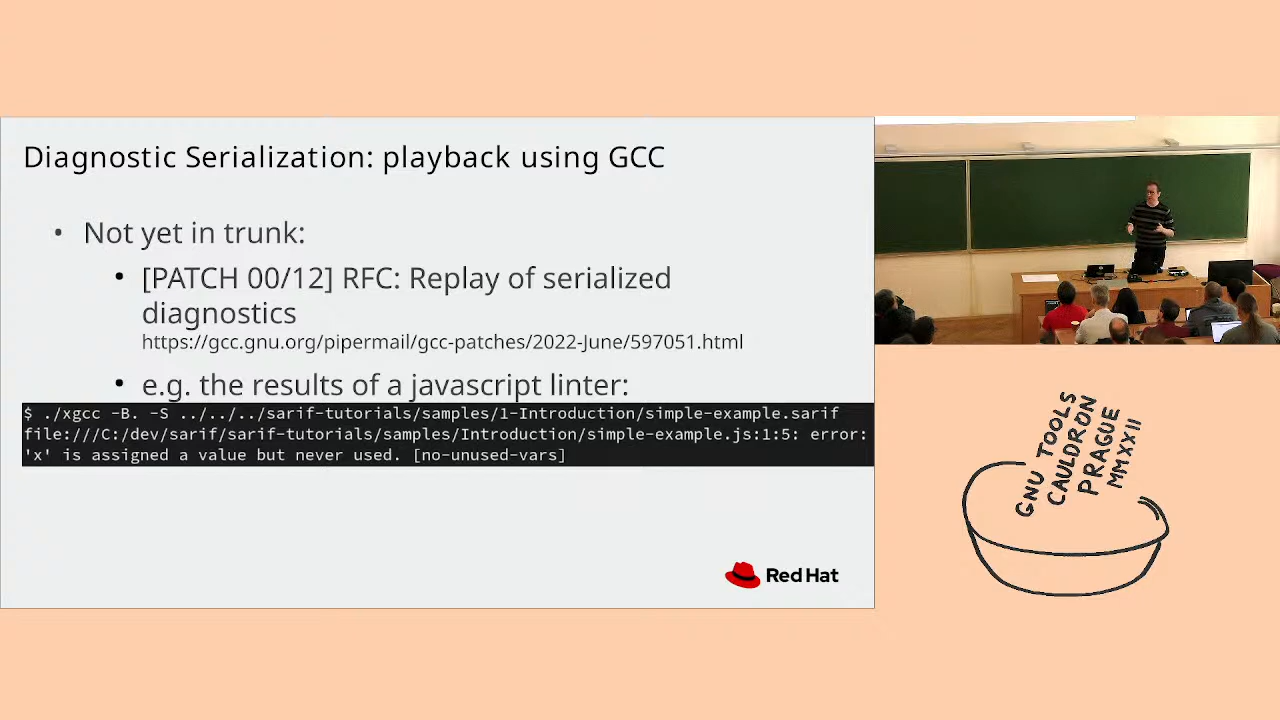 Diagnostic Serialization: playback using GCC
• Not yet in trunk:
• [PATCH 00/12] RFC: Replay of serialized
diagnostics
https://gcc.gnu.org/pipermail/gcc-patches/2022-June/597051.html
• e.g. the results of a javascript linter:
$ ./xgcc -B. -S ../../../sarif-tutorials/samples/1-Introduction/simple-example.sarif
file:///C:/dev/sarif/sarif-tutorials/samples/Introduction/simple-example.js:1:5: error:
'x' is assigned a value but never used. [no-unused-vars]
Red Hat
GNU TOOLS
CAULDRON
PRAGUE
MMXXII